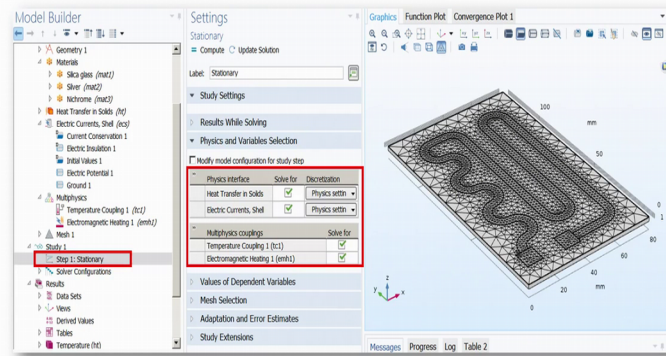 Model Builder
Geometry 1
Materials
Silica glass (mat1)
Silver (mat2)
Nichrome (mat3)
Heat Transfer in Solids (ht)
Electric Currents, Shell (ecs)
Current Conservation 1
Electric Insulation 1
Initial Values 1
Electric Potential 1
Ground 1
Multiphysics
Temperature Coupling 1 (tc1)
Electromagnetic Heating 1 (emh1)
Mesh 1
Study 1
Step 1: Stationary
Solver Configurations
Results
Data Sets
Views
Derived Values
Tables
Temperature (ht)
Settings
Stationary
= Compute Update Solution
Label: Stationary
Study Settings
Results While Solving
Physics and Variables Selection
Modify model configuration for study step
Physics interface Solve for Discretization
Heat Transfer in Solids Physics settin
Electric Currents, Shell Physics settin
Multiphysics couplings Solve for
Temperature Coupling 1 (tc1)
Electromagnetic Heating 1 (emh1)
Values of Dependent Variables
Mesh Selection
Adaptation and Error Estimates
Study Extensions
Graphics Function Plot Convergence Plot 1
100
mm
50
0
1
80
60
40
mm
20
0
z
y
x
Messages Progress Log Table 2